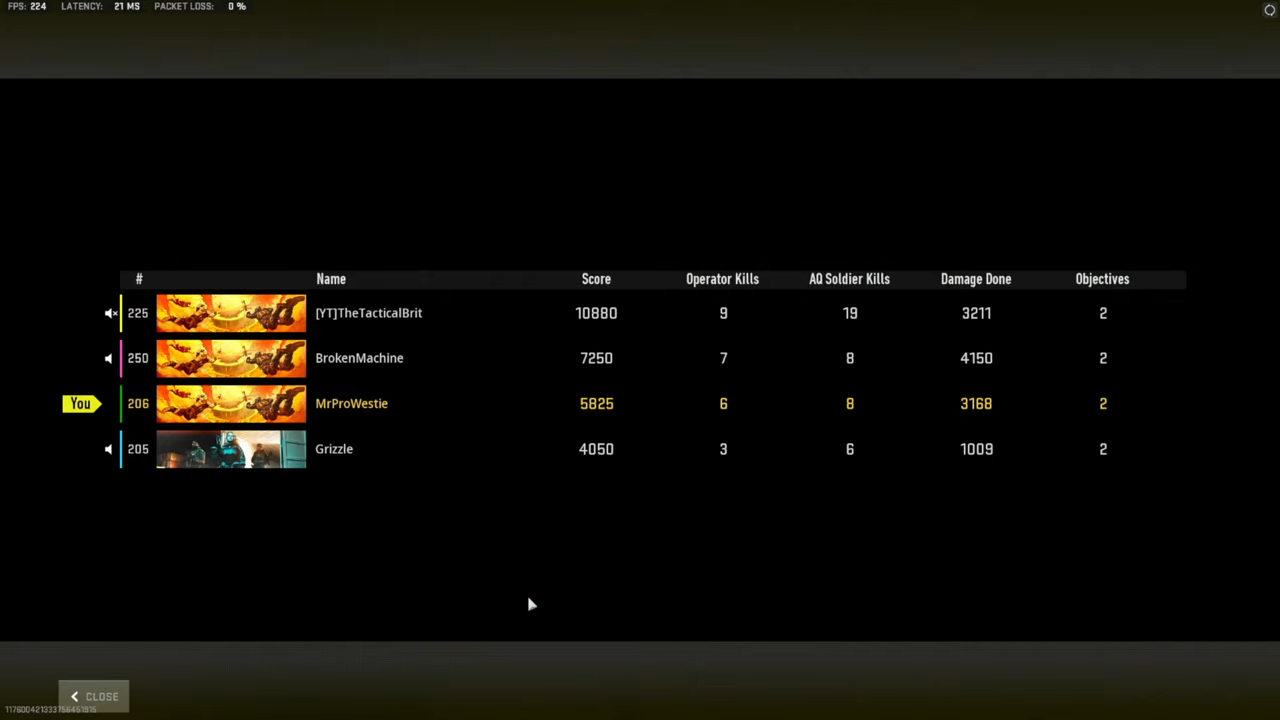 FPS: 224 LATENCY: 21 MS PACKET LOSS: 0 %
# Name Score Operator Kills AQ Soldier Kills Damage Done Objectives
225 [YT]TheTacticalBrit 10880 9 19 3211 2
250 BrokenMachine 7250 7 8 4150 2
You 206 MrProWestie 5825 6 8 3168 2
205 Grizzle 4050 3 6 1009 2
CLOSE